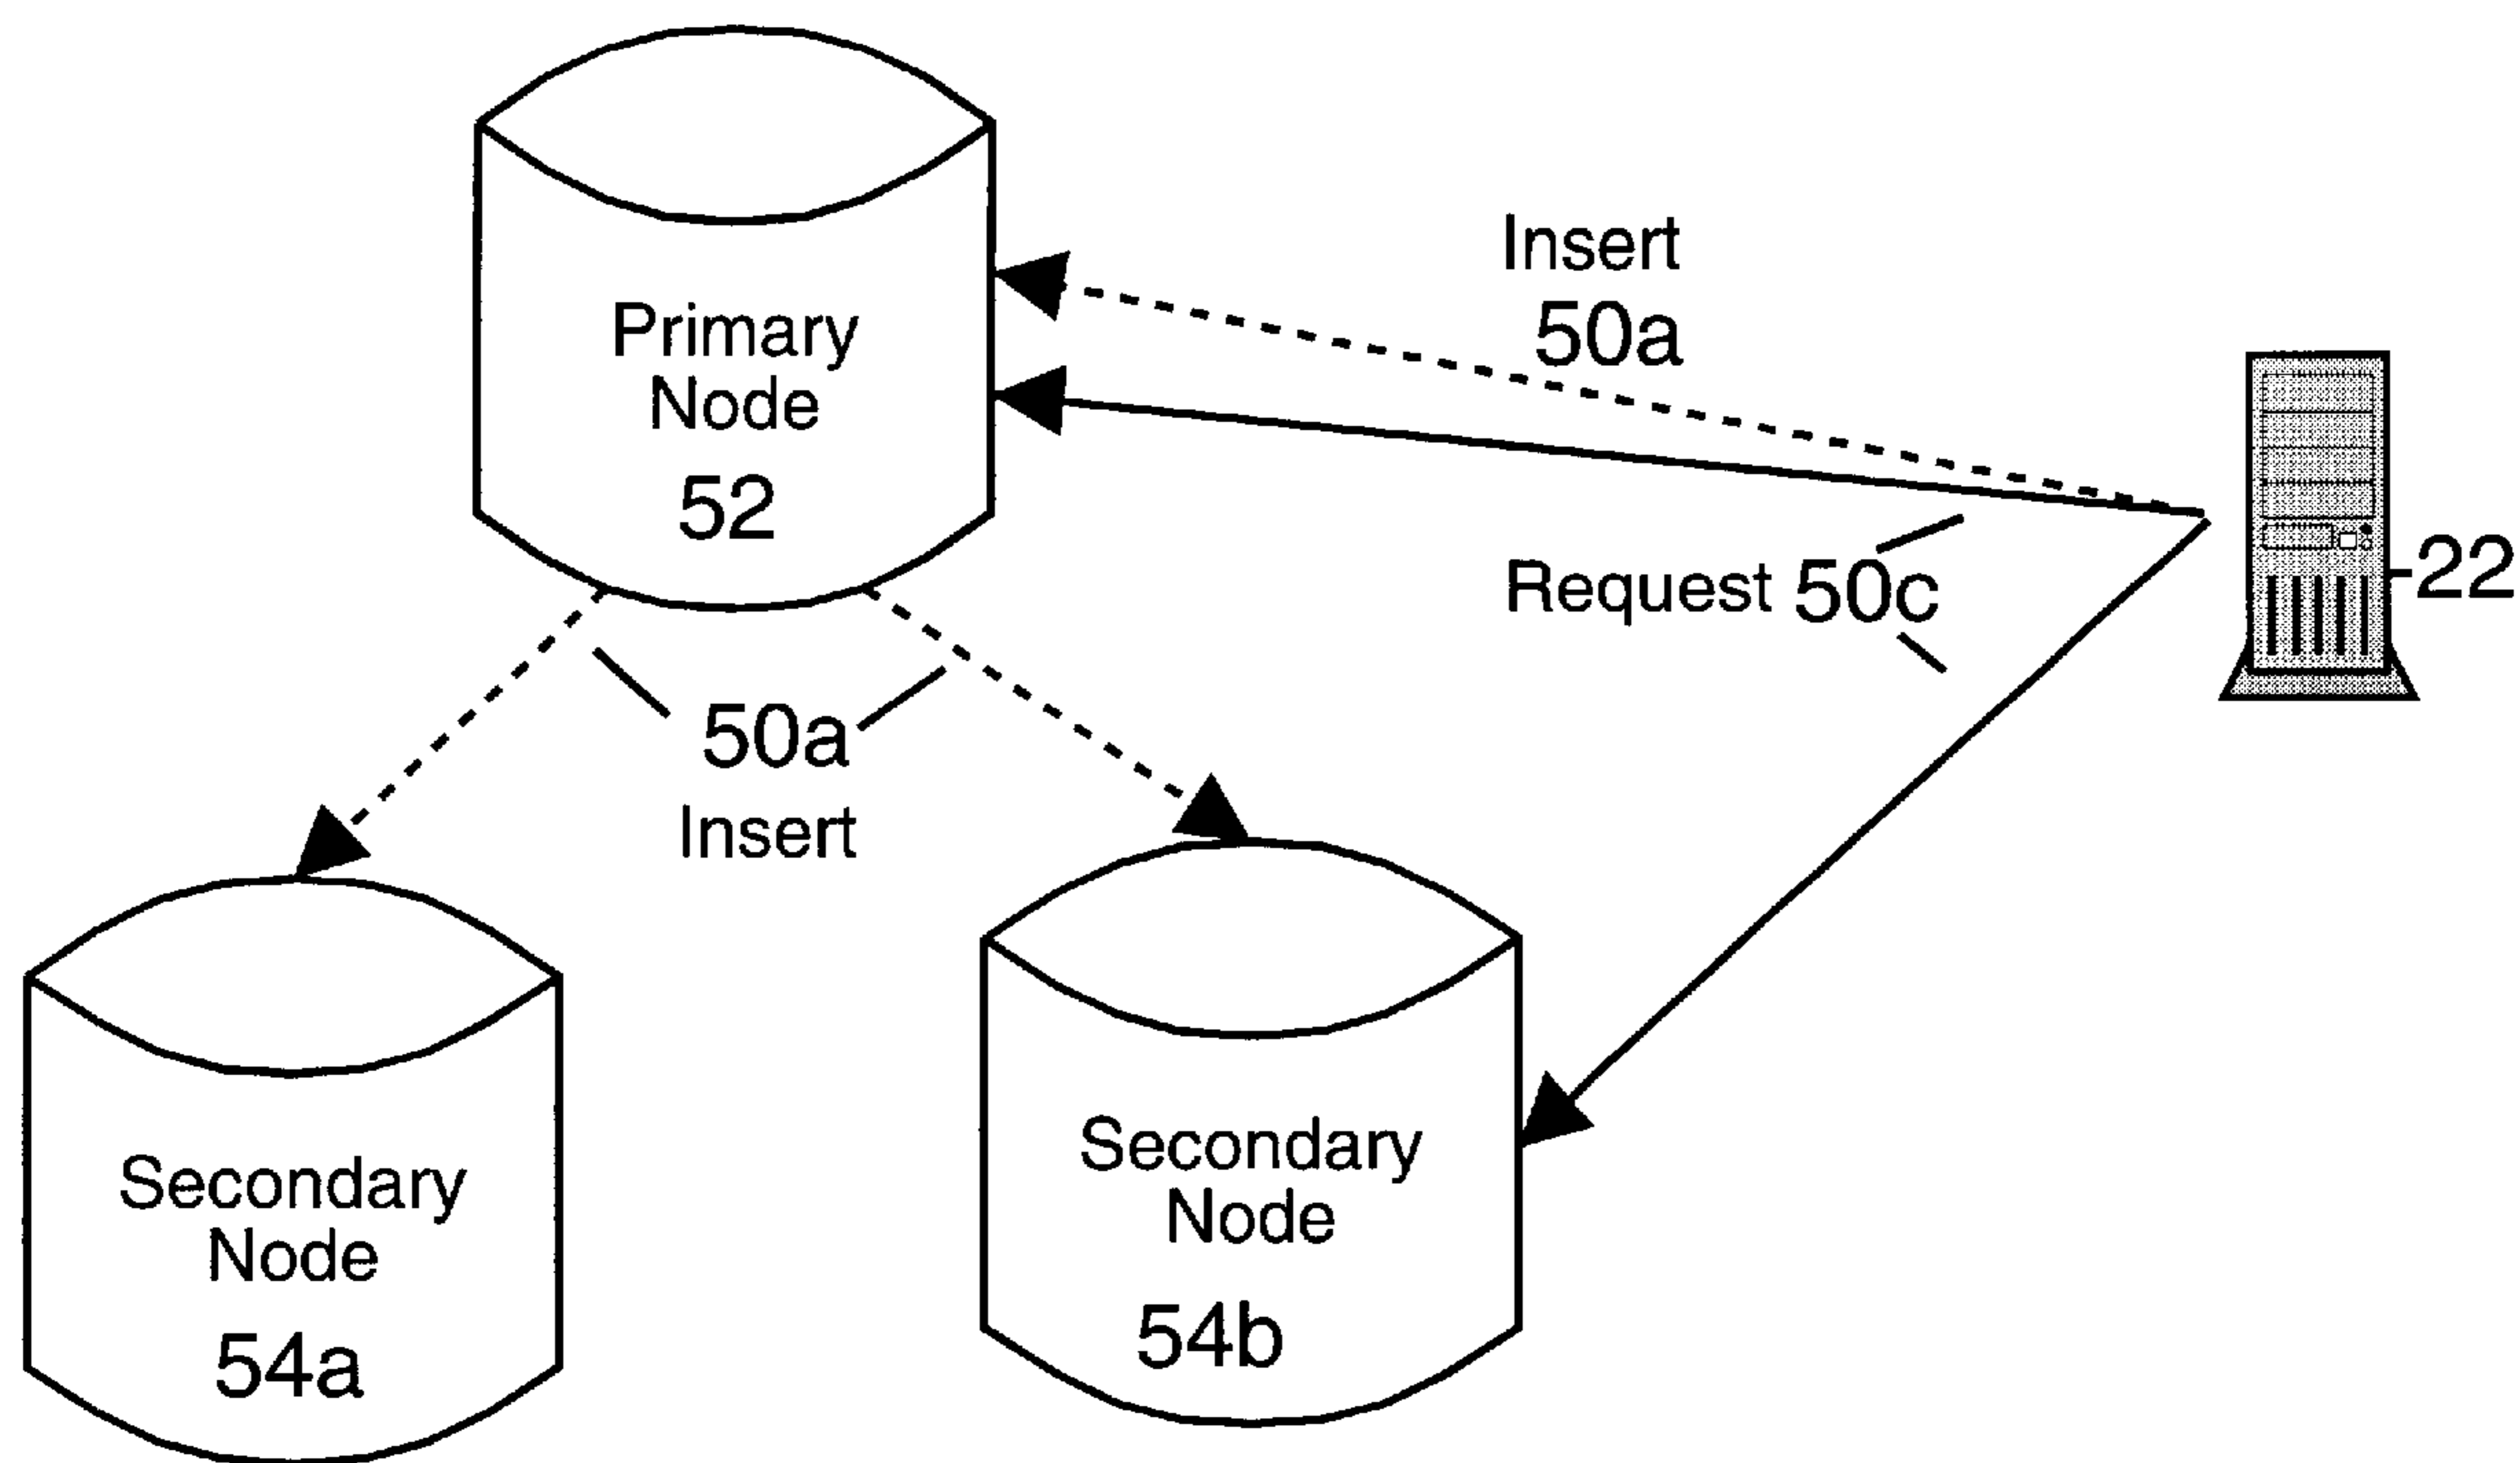 Insert
50a
Primary
Node
52
Request 50c
22
50a
Insert
Secondary
Node
54a
Secondary
Node
54b